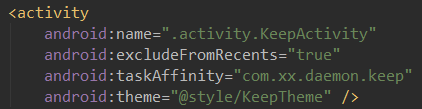 <activity
android:name=".activity.KeepActivity"
android:excludeFromRecents="true"
android:taskAffinity="com.xx.daemon.keep"
android:theme="@style/KeepTheme" />